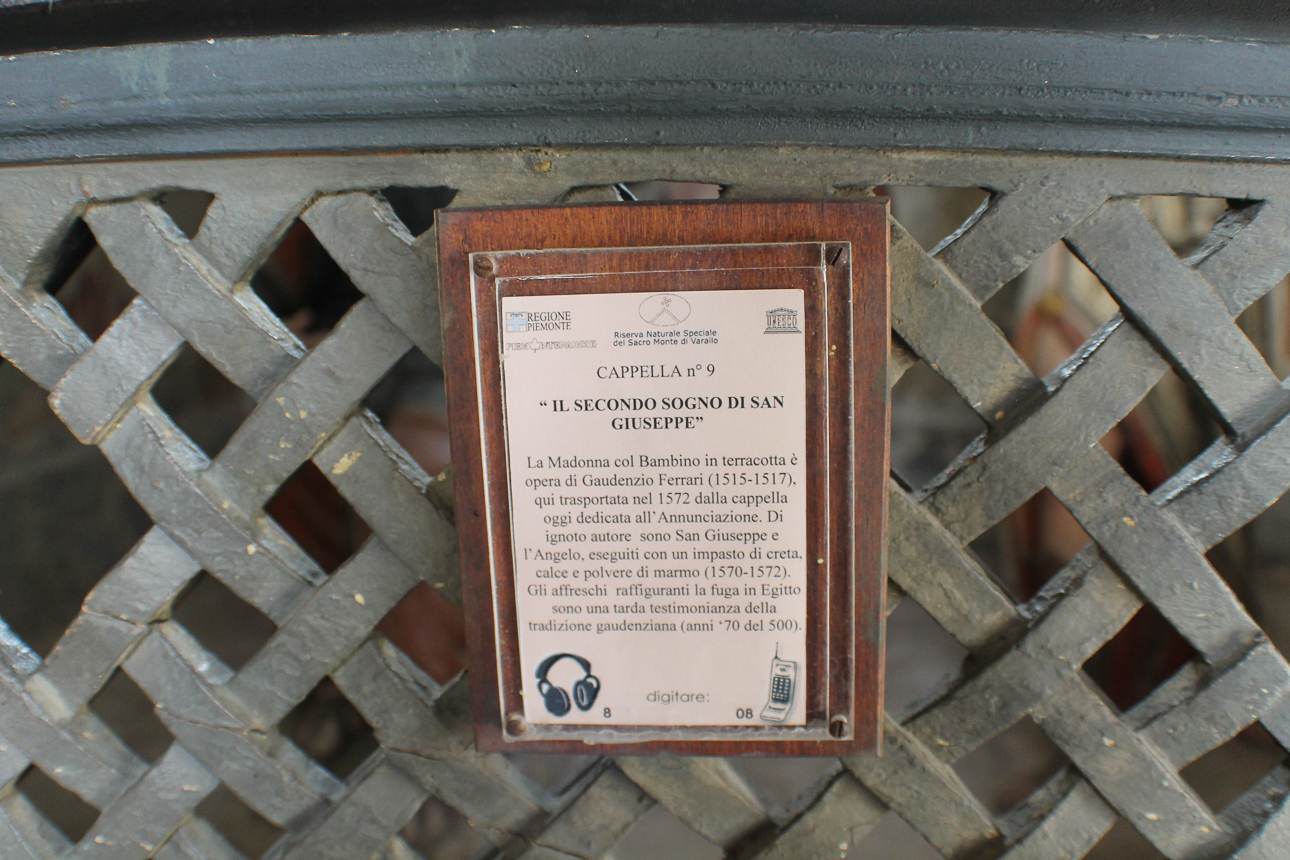 REGIONE
PIEMONTE
PIEMONTEPARCHI
Riserva Naturale Speciale
del Sacro Monte di Varallo
UNESCO
CAPPELLA n° 9
“ IL SECONDO SOGNO DI SAN
GIUSEPPE”
La Madonna col Bambino in terracotta è
opera di Gaudenzio Ferrari (1515-1517),
qui trasportata nel 1572 dalla cappella
oggi dedicata all’Annunciazione. Di
ignoto autore sono San Giuseppe e
l’Angelo, eseguiti con un impasto di creta,
calce e polvere di marmo (1570-1572).
Gli affreschi raffiguranti la fuga in Egitto
sono una tarda testimonianza della
tradizione gaudenziana (anni ‘70 del 500).
8
digitare:
08